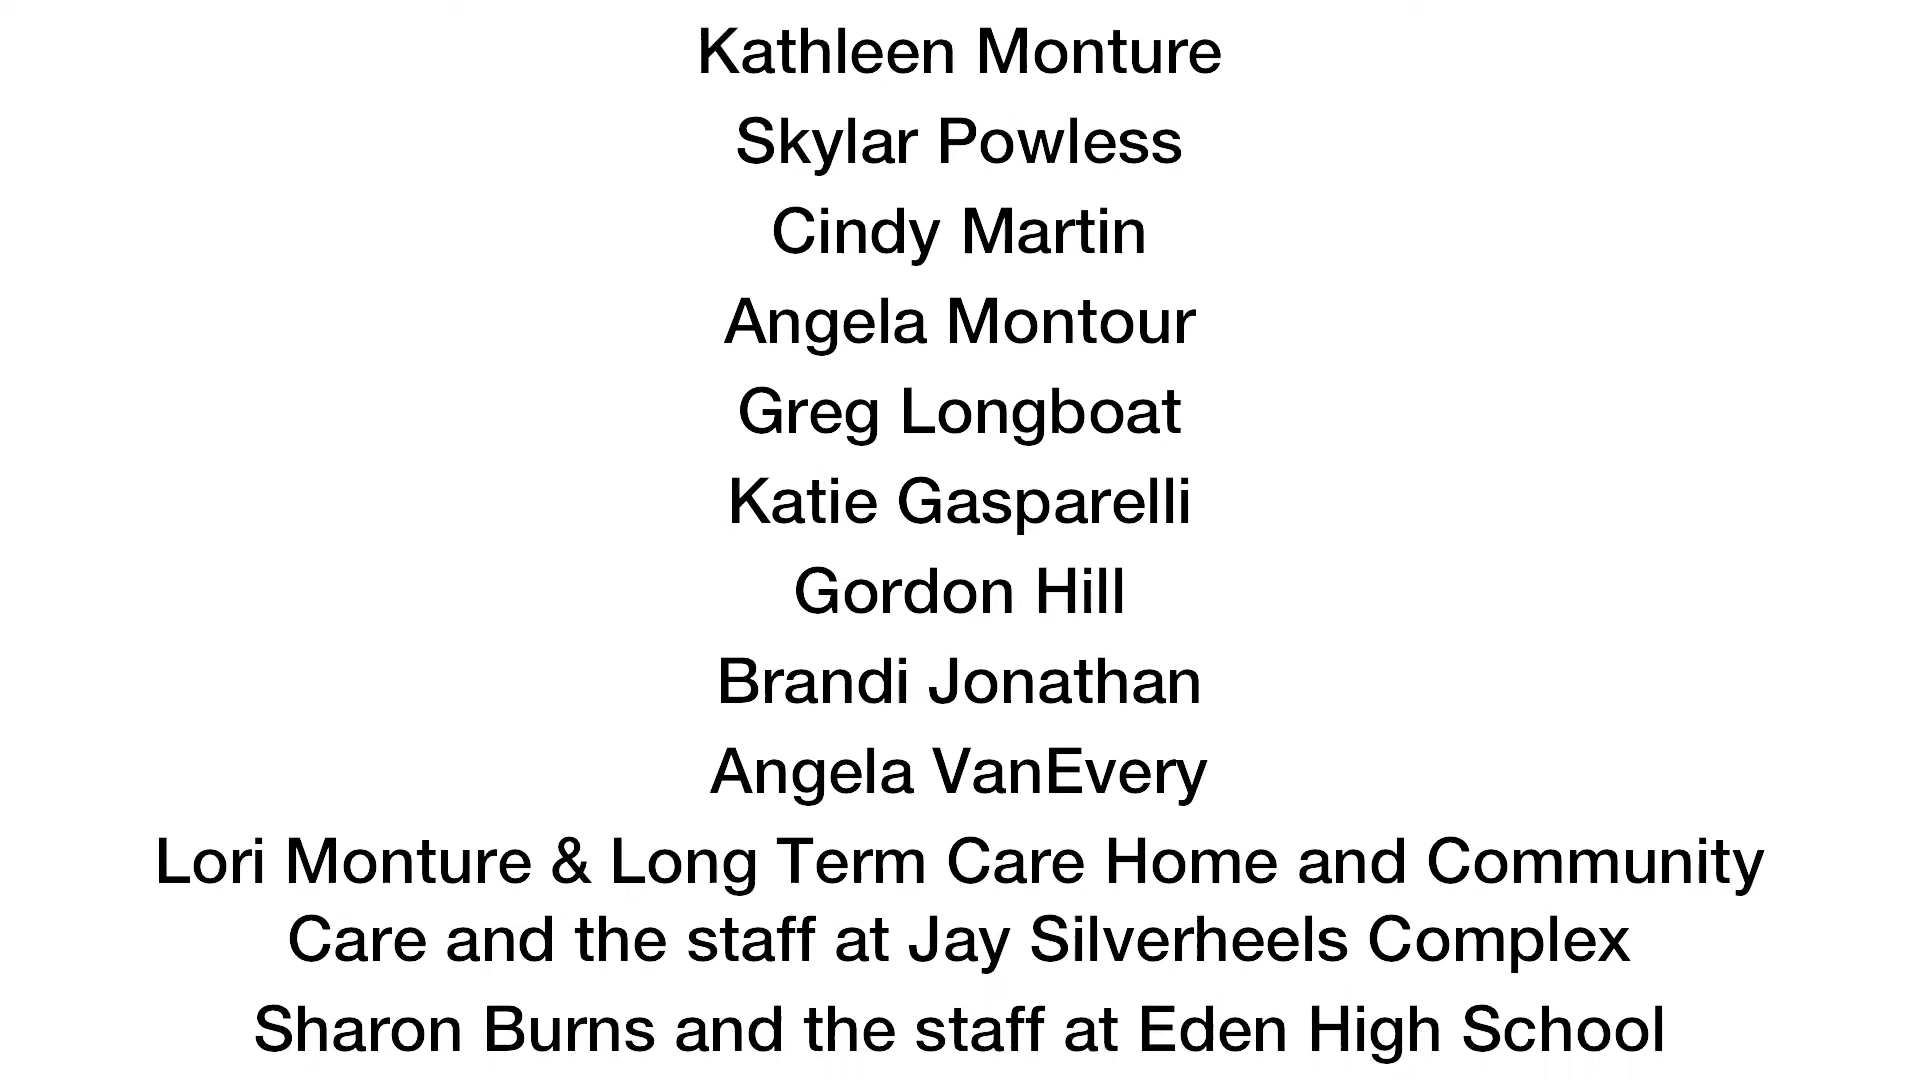 Kathleen Monture
Skylar Powless
Cindy Martin
Angela Montour
Greg Longboat
Katie Gasparelli
Gordon Hill
Brandi Jonathan
Angela VanEvery
Lori Monture & Long Term Care Home and Community
Care and the staff at Jay Silverheels Complex
Sharon Burns and the staff at Eden High School